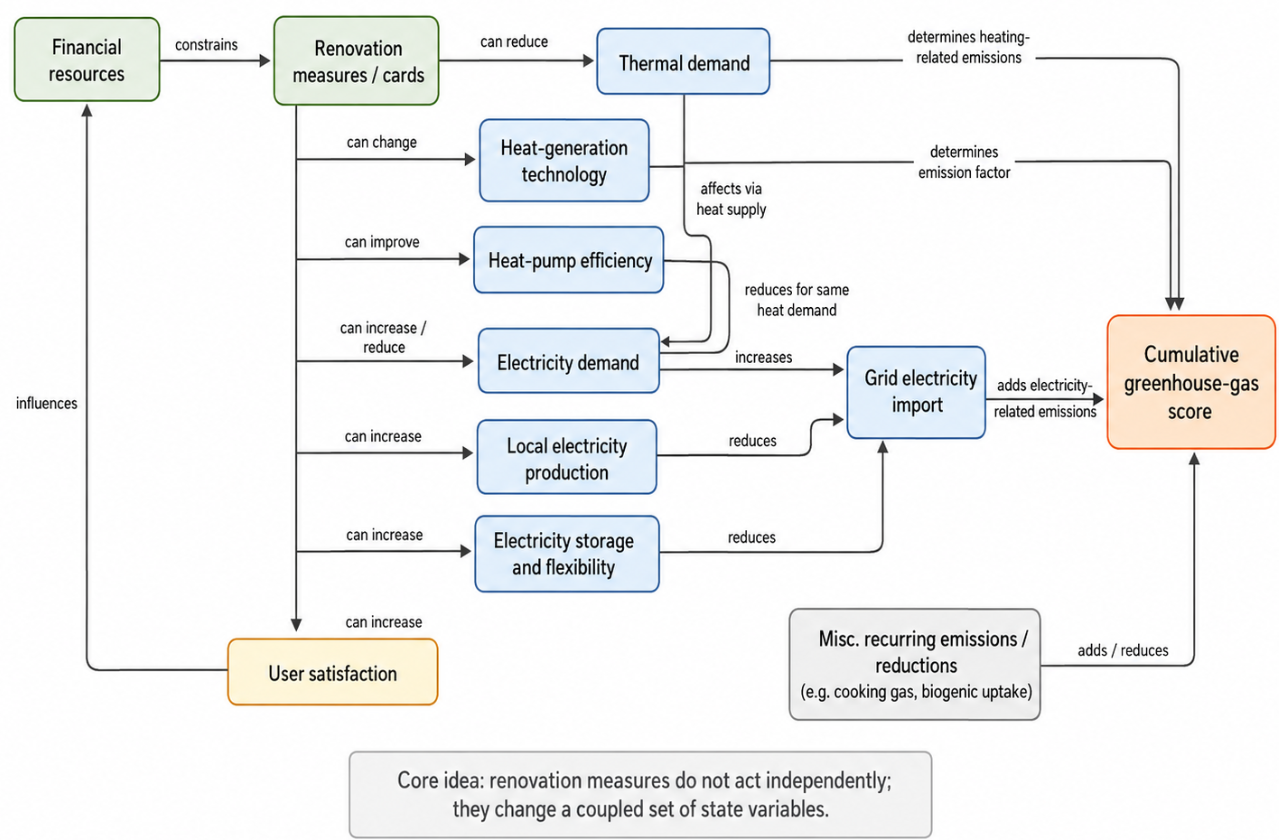 Financial
resources
constrains
Renovation
measures / cards
can reduce
Thermal demand
determines heating-
related emissions
can change
Heat-generation
technology
determines
emission factor
affects via
heat supply
can improve
Heat-pump efficiency
reduces for same
heat demand
can increase /
reduce
Electricity demand
increases
Grid electricity
import
adds electricity-
related emissions
Cumulative
greenhouse-gas
score
influences
can increase
Local electricity
production
reduces
can increase
Electricity storage
and flexibility
reduces
can increase
User satisfaction
Misc. recurring emissions /
reductions
(e.g. cooking gas, biogenic uptake)
adds / reduces
Core idea: renovation measures do not act independently;
they change a coupled set of state variables.